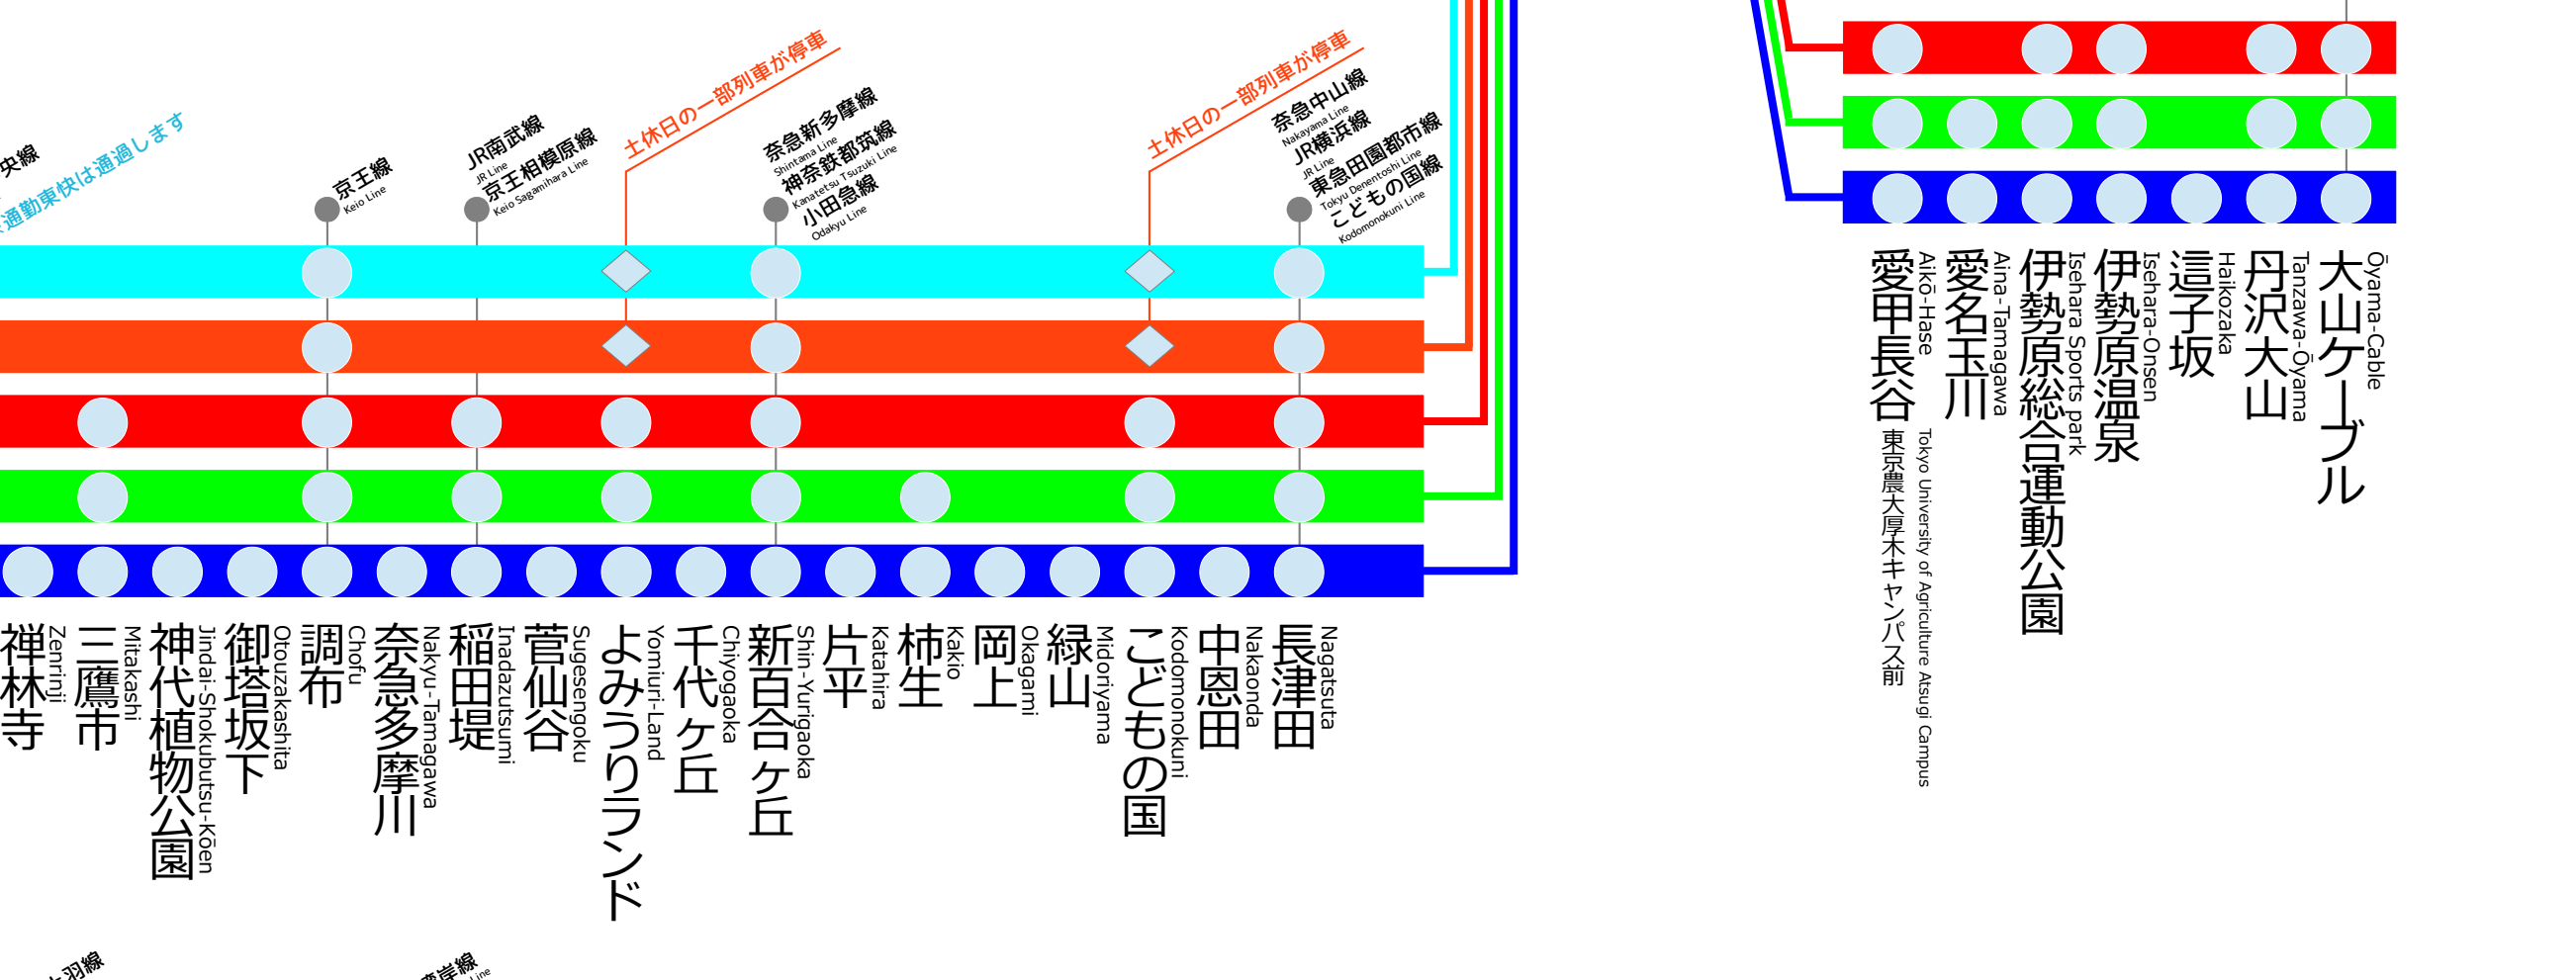 央線
通勤東快は通過します
京王線
Keio Line
JR南武線
JR Line
京王相模原線
Keio Sagamihara Line
土休日の一部列車が停車
奈急新多摩線
Shintama Line
神奈鉄都筑線
Kanatetsu Tsuzuki Line
小田急線
Odakyu Line
土休日の一部列車が停車
奈急中山線
Nakayama Line
JR横浜線
JR Line
東急田園都市線
Tokyu Denentoshi Line
こどもの国線
Kodomonokuni Line
禅林寺
Zenrinji
三鷹市
Mitakashi
神代植物公園
Jindai-Shokubutsu-Kōen
御塔坂下
Otouzakashita
調布
Chofu
奈急多摩川
Nakyu-Tamagawa
稲田堤
Inadazutsumi
菅仙谷
Sugesengoku
よみうりランド
Yomiuri-Land
千代ヶ丘
Chiyogaoka
新百合ヶ丘
Shin-Yurigaoka
片平
Katahira
柿生
Kakio
岡上
Okagami
緑山
Midoriyama
こどもの国
Kodomonokuni
中恩田
Nakaonda
長津田
Nagatsuta
愛甲長谷
Aikō-Hase
東京農大厚木キャンパス前
Tokyo University of Agriculture Atsugi Campus
愛名玉川
Aina-Tamagawa
伊勢原総合運動公園
Isehara Sports park
伊勢原温泉
Isehara-Onsen
這子坂
Haikozaka
丹沢大山
Tanzawa-Ōyama
大山ケーブル
Ōyama-Cable
羽線
岸線
Line